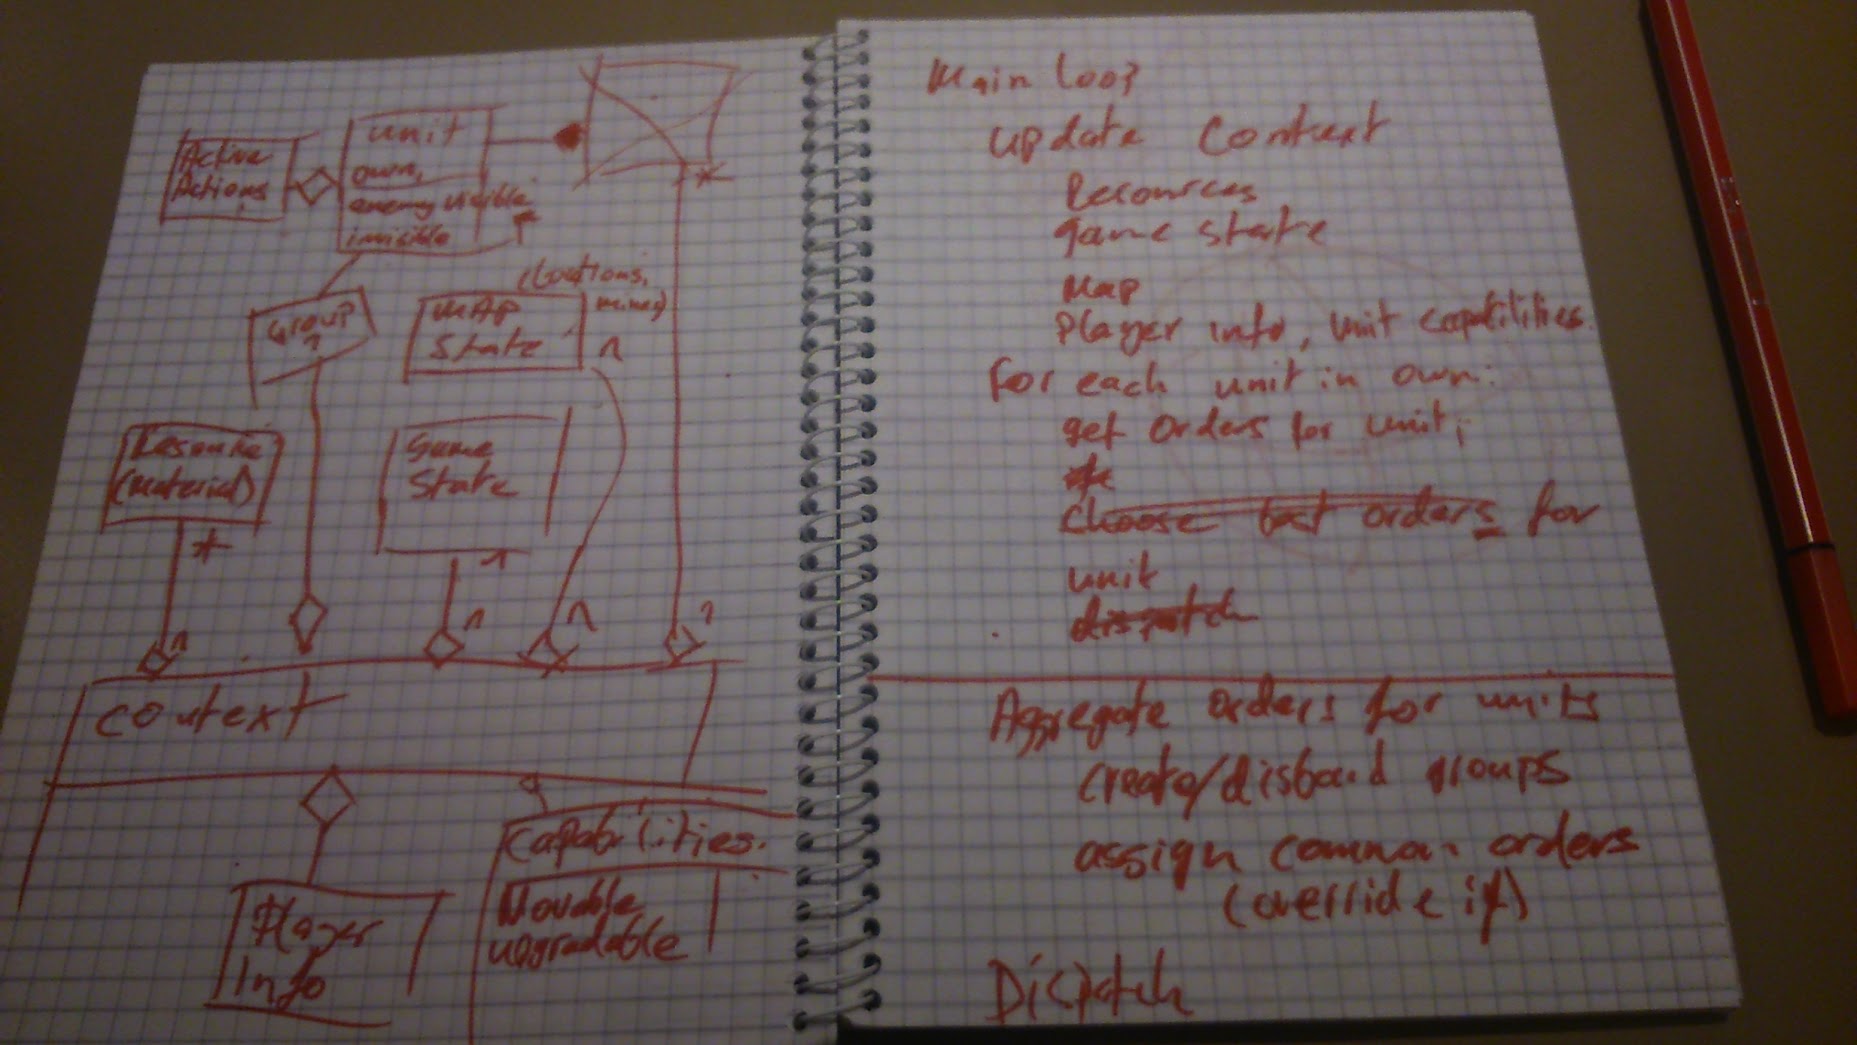 Active
Actions
unit
own,
enemy visible
invisible
Group
1
MAP
State
(Locations,
mines)
1
Resource
(Material)
*
Game
State
1
*
1
1
1
1
Context
Player
Info
Capabilities.
Movable
upgradable
Main Loop
update Context
Resources
game state
Map
Player info, unit capabilities.
For each unit in own:
get orders for unit;
choose best orders for
unit
dispatch
Aggregate orders for units
create/disband groups
assign common orders
(override it)
Dispatch